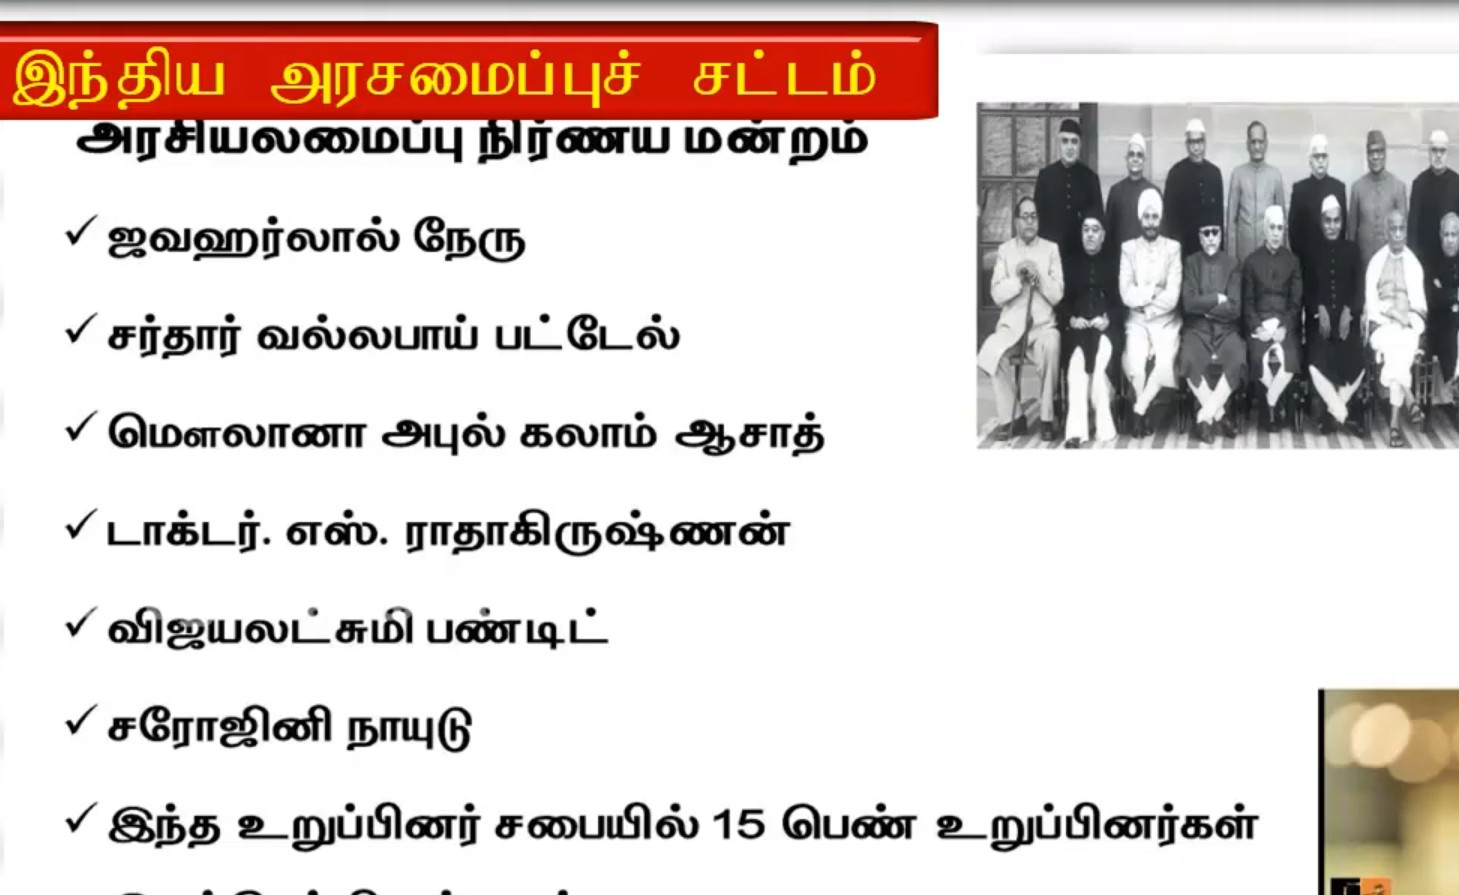 இந்திய அரசமைப்புச் சட்டம்
அரசியலமைப்பு நிர்ணய மன்றம்
✓ ஜவஹர்லால் நேரு
✓ சர்தார் வல்லபாய் பட்டேல்
✓ மௌலானா அபுல் கலாம் ஆசாத்
✓ டாக்டர். எஸ். ராதாகிருஷ்ணன்
✓ விஜயலட்சுமி பண்டிட்
✓ சரோஜினி நாயுடு
✓ இந்த உறுப்பினர் சபையில் 15 பெண் உறுப்பினர்கள்